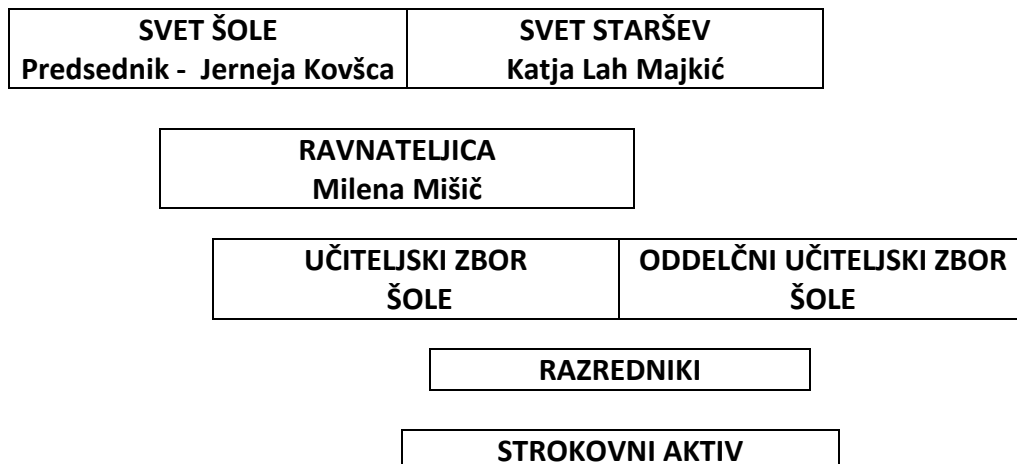 SVET ŠOLE
Predsednik - Jerneja Kovšca
SVET STARŠEV
Katja Lah Majkić
RAVNATELJICA
Milena Mišič
UČITELJSKI ZBOR
ŠOLE
ODDELČNI UČITELJSKI ZBOR
ŠOLE
RAZREDNIKI
STROKOVNI AKTIV